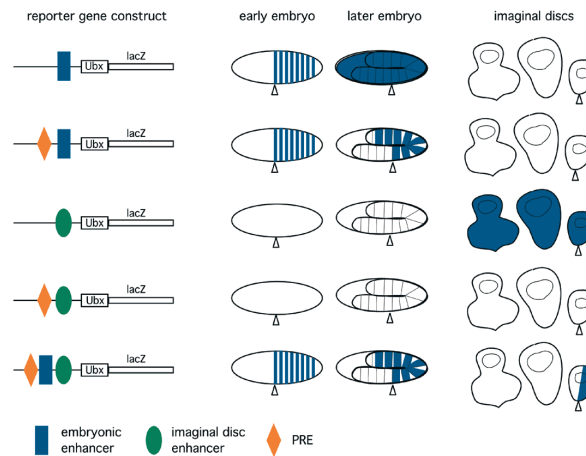 reporter gene construct early embryo later embryo imaginal discs
lacZ
Ubx
lacZ
Ubx
lacZ
Ubx
lacZ
Ubx
lacZ
Ubx
embryonic
enhancer
imaginal disc
enhancer
PRE